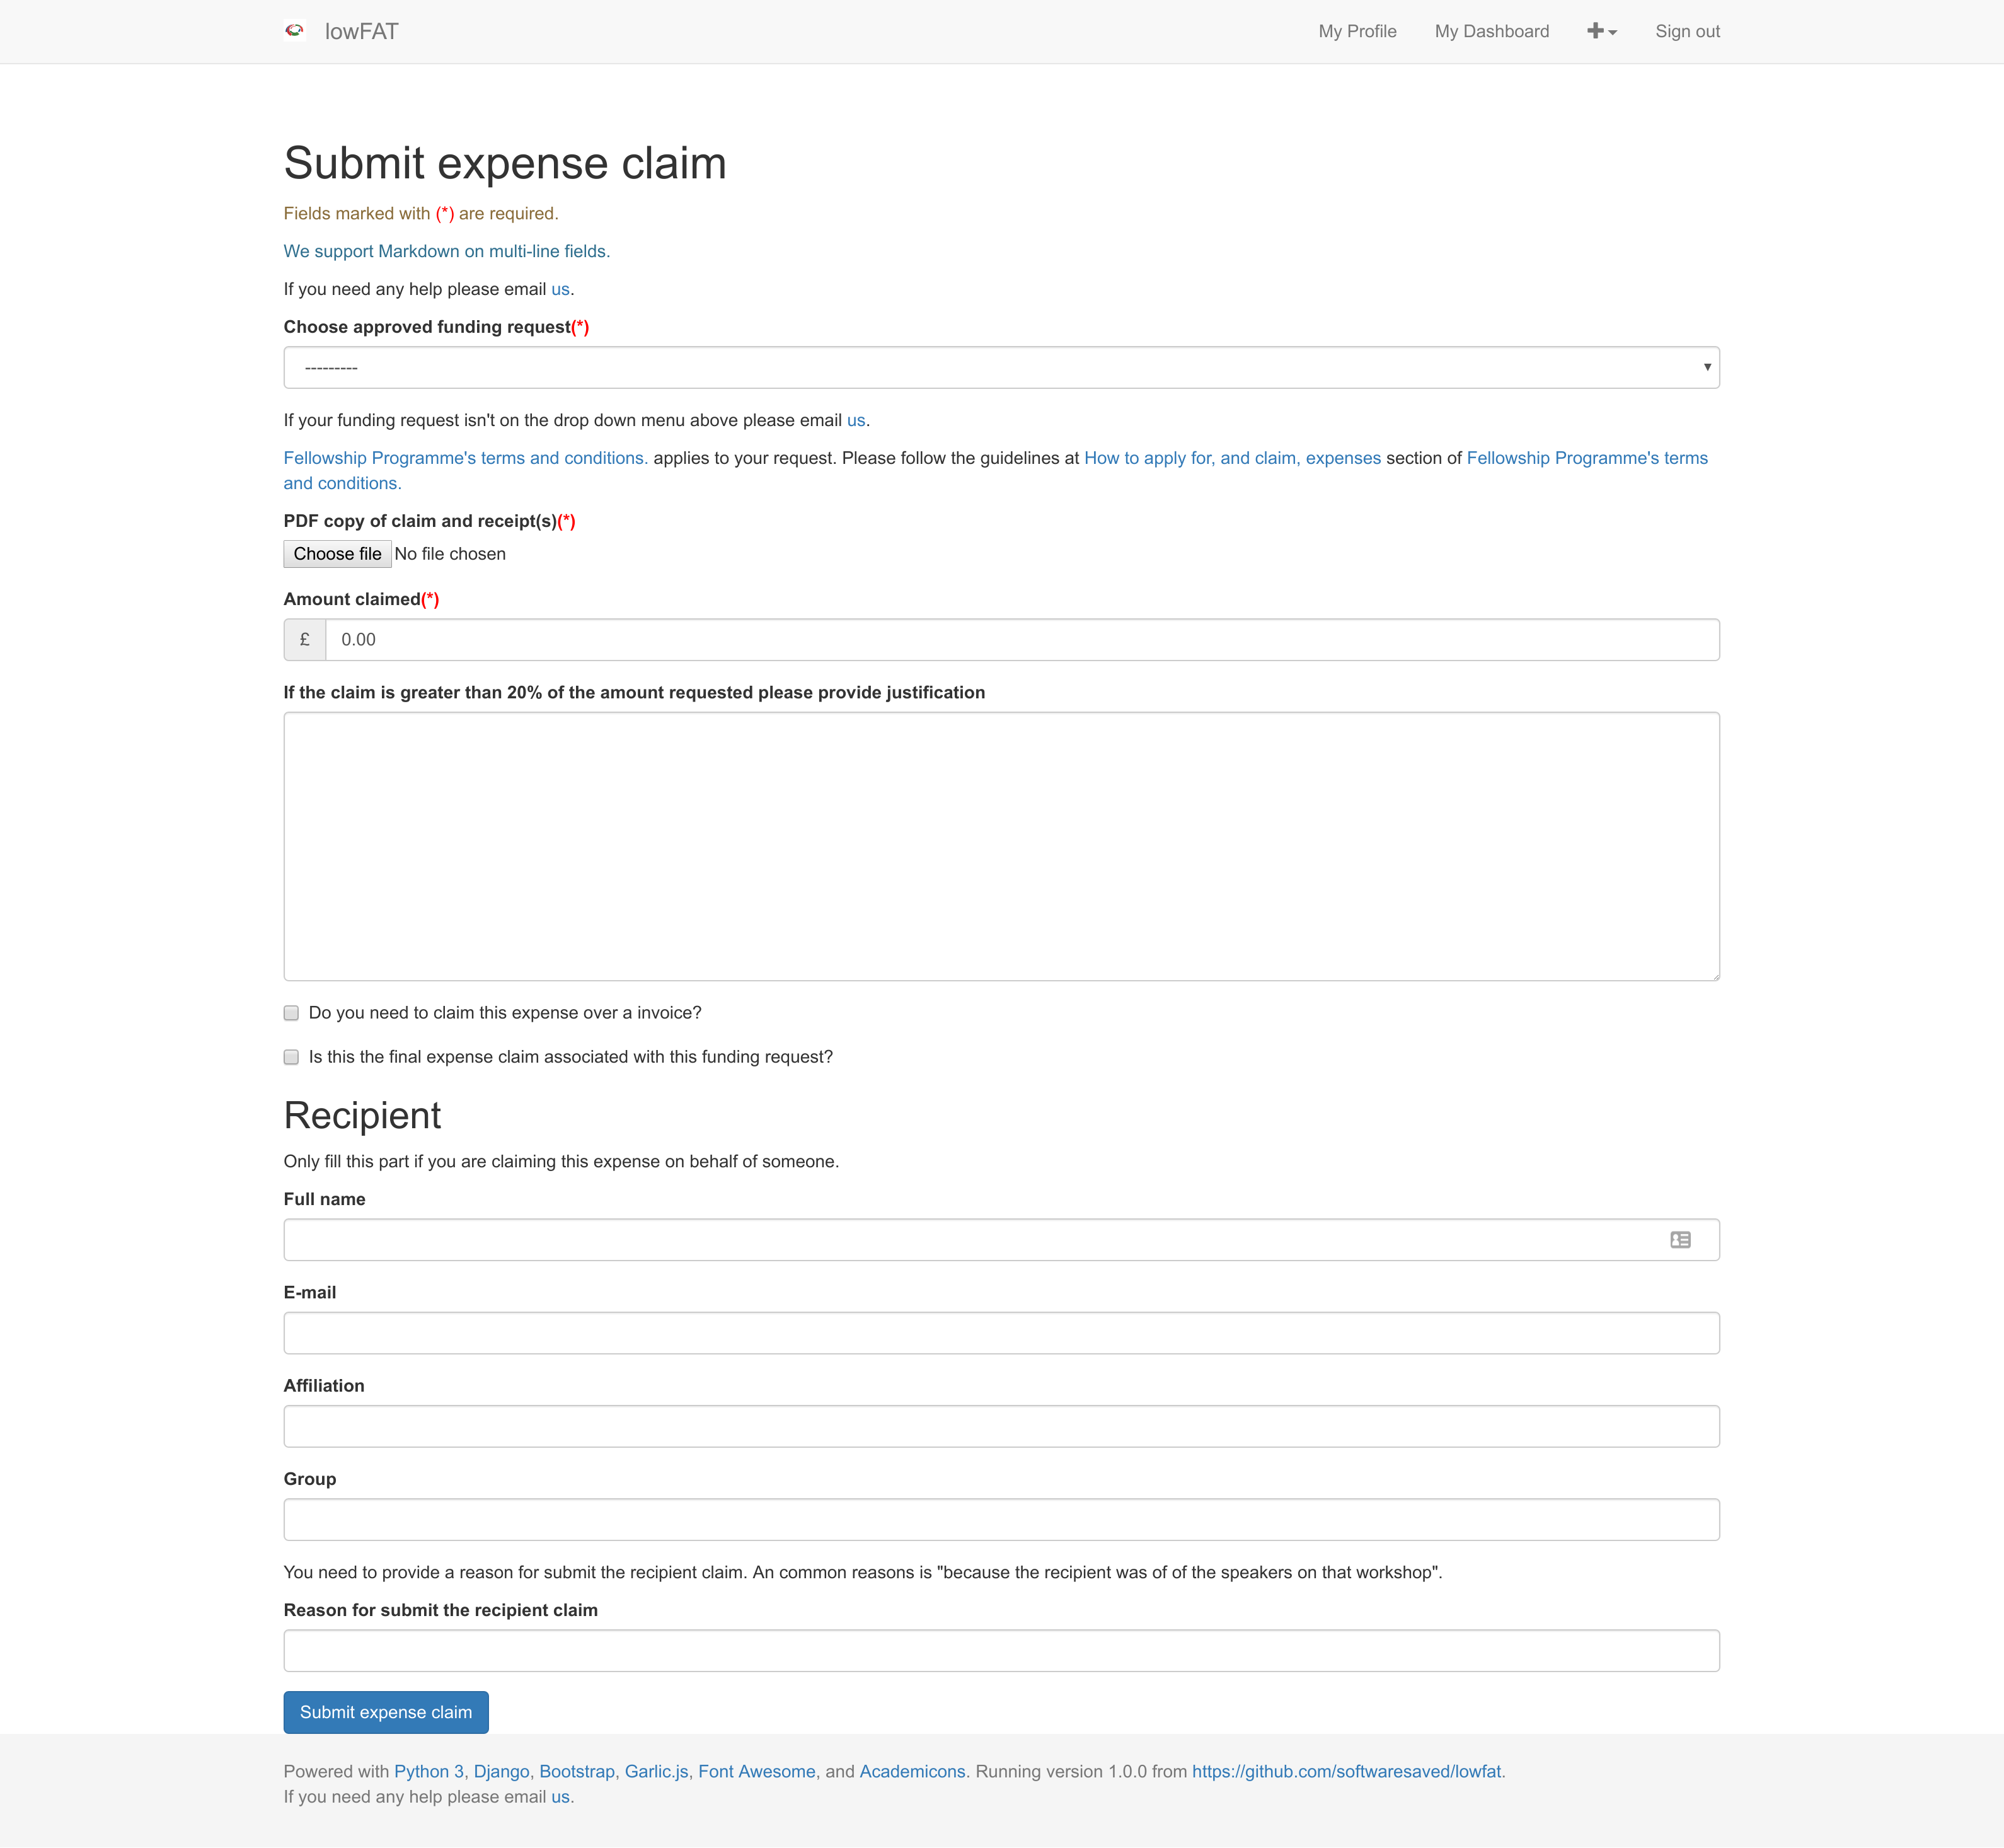 lowFAT My Profile My Dashboard Sign out
Submit expense claim
Fields marked with (*) are required.
We support Markdown on multi-line fields.
If you need any help please email us.
Choose approved funding request(*)
---------
If your funding request isn't on the drop down menu above please email us.
Fellowship Programme's terms and conditions. applies to your request. Please follow the guidelines at How to apply for, and claim, expenses section of Fellowship Programme's terms
and conditions.
PDF copy of claim and receipt(s)(*)
Choose file No file chosen
Amount claimed(*)
£ 0.00
If the claim is greater than 20% of the amount requested please provide justification
Do you need to claim this expense over a invoice?
Is this the final expense claim associated with this funding request?
Recipient
Only fill this part if you are claiming this expense on behalf of someone.
Full name
E-mail
Affiliation
Group
You need to provide a reason for submit the recipient claim. An common reasons is "because the recipient was of of the speakers on that workshop".
Reason for submit the recipient claim
Submit expense claim
Powered with Python 3, Django, Bootstrap, Garlic.js, Font Awesome, and Academicons. Running version 1.0.0 from https://github.com/softwaresaved/lowfat.
If you need any help please email us.